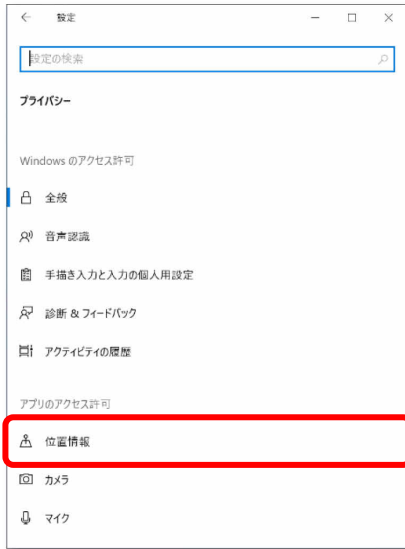 設定
設定の検索
プライバシー
Windows のアクセス許可
全般
音声認識
手描き入力と入力の個人用設定
診断 & フィードバック
アクティビティの履歴
アプリのアクセス許可
位置情報
カメラ
マイク